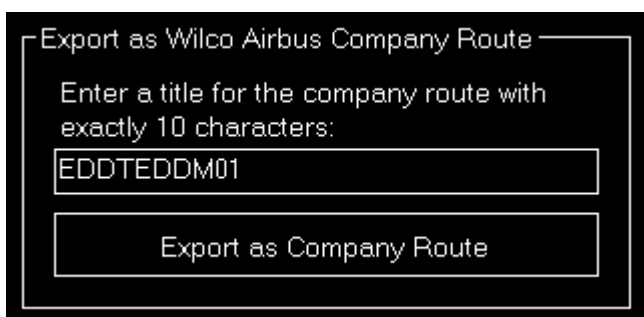 Export as Wilco Airbus Company Route
Enter a title for the company route with
exactly 10 characters:
EDDTEDDM01
Export as Company Route